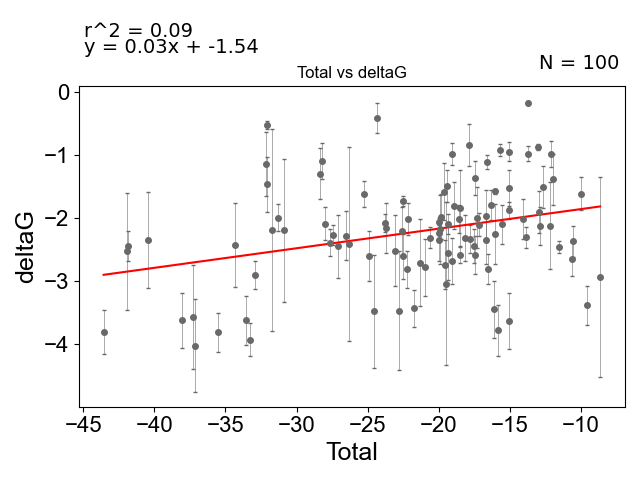 r^2 = 0.09
y = 0.03x + -1.54
N = 100
Total vs deltaG
0
−1
−2
−3
−4
deltaG
−45 −40 −35 −30 −25 −20 −15 −10
Total